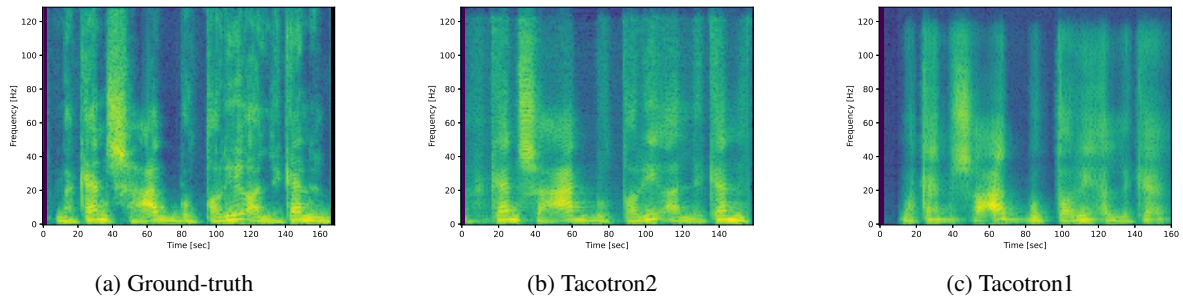 120
100
80
60
40
20
0
Frequency [Hz]
0 20 40 60 80 100 120 140 160
Time [sec]
(a) Ground-truth
120
100
80
60
40
20
0
Frequency [Hz]
0 20 40 60 80 100 120 140
Time [sec]
(b) Tacotron2
120
100
80
60
40
20
0
Frequency [Hz]
0 20 40 60 80 100 120 140 160
Time [sec]
(c) Tacotron1